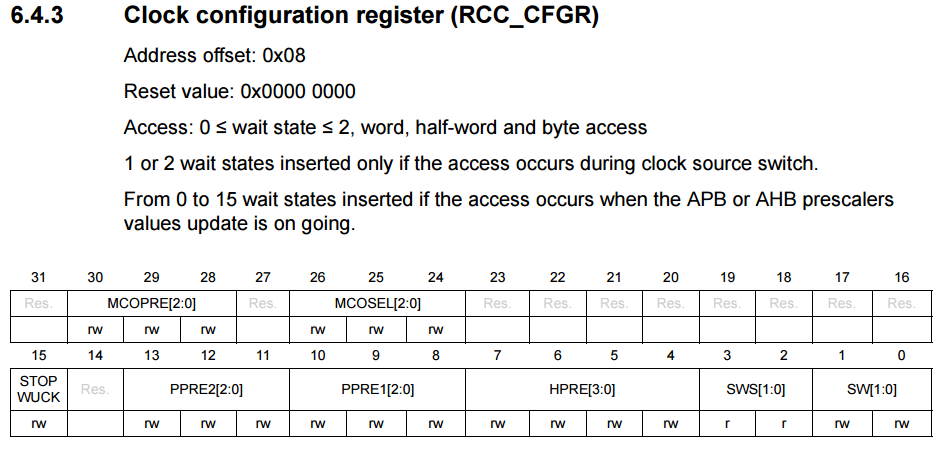 6.4.3 Clock configuration register (RCC_CFGR)
Address offset: 0x08
Reset value: 0x0000 0000
Access: 0 ≤ wait state ≤ 2, word, half-word and byte access
1 or 2 wait states inserted only if the access occurs during clock source switch.
From 0 to 15 wait states inserted if the access occurs when the APB or AHB prescalers
values update is on going.
31 30 29 28 27 26 25 24 23 22 21 20 19 18 17 16
Res. MCOPRE[2:0] Res. MCOSEL[2:0] Res. Res. Res. Res. Res. Res. Res. Res.
rw rw rw rw rw rw
15 14 13 12 11 10 9 8 7 6 5 4 3 2 1 0
STOP
WUCK Res. PPRE2[2:0] PPRE1[2:0] HPRE[3:0] SWS[1:0] SW[1:0]
rw rw rw rw rw rw rw rw rw rw rw r r rw rw